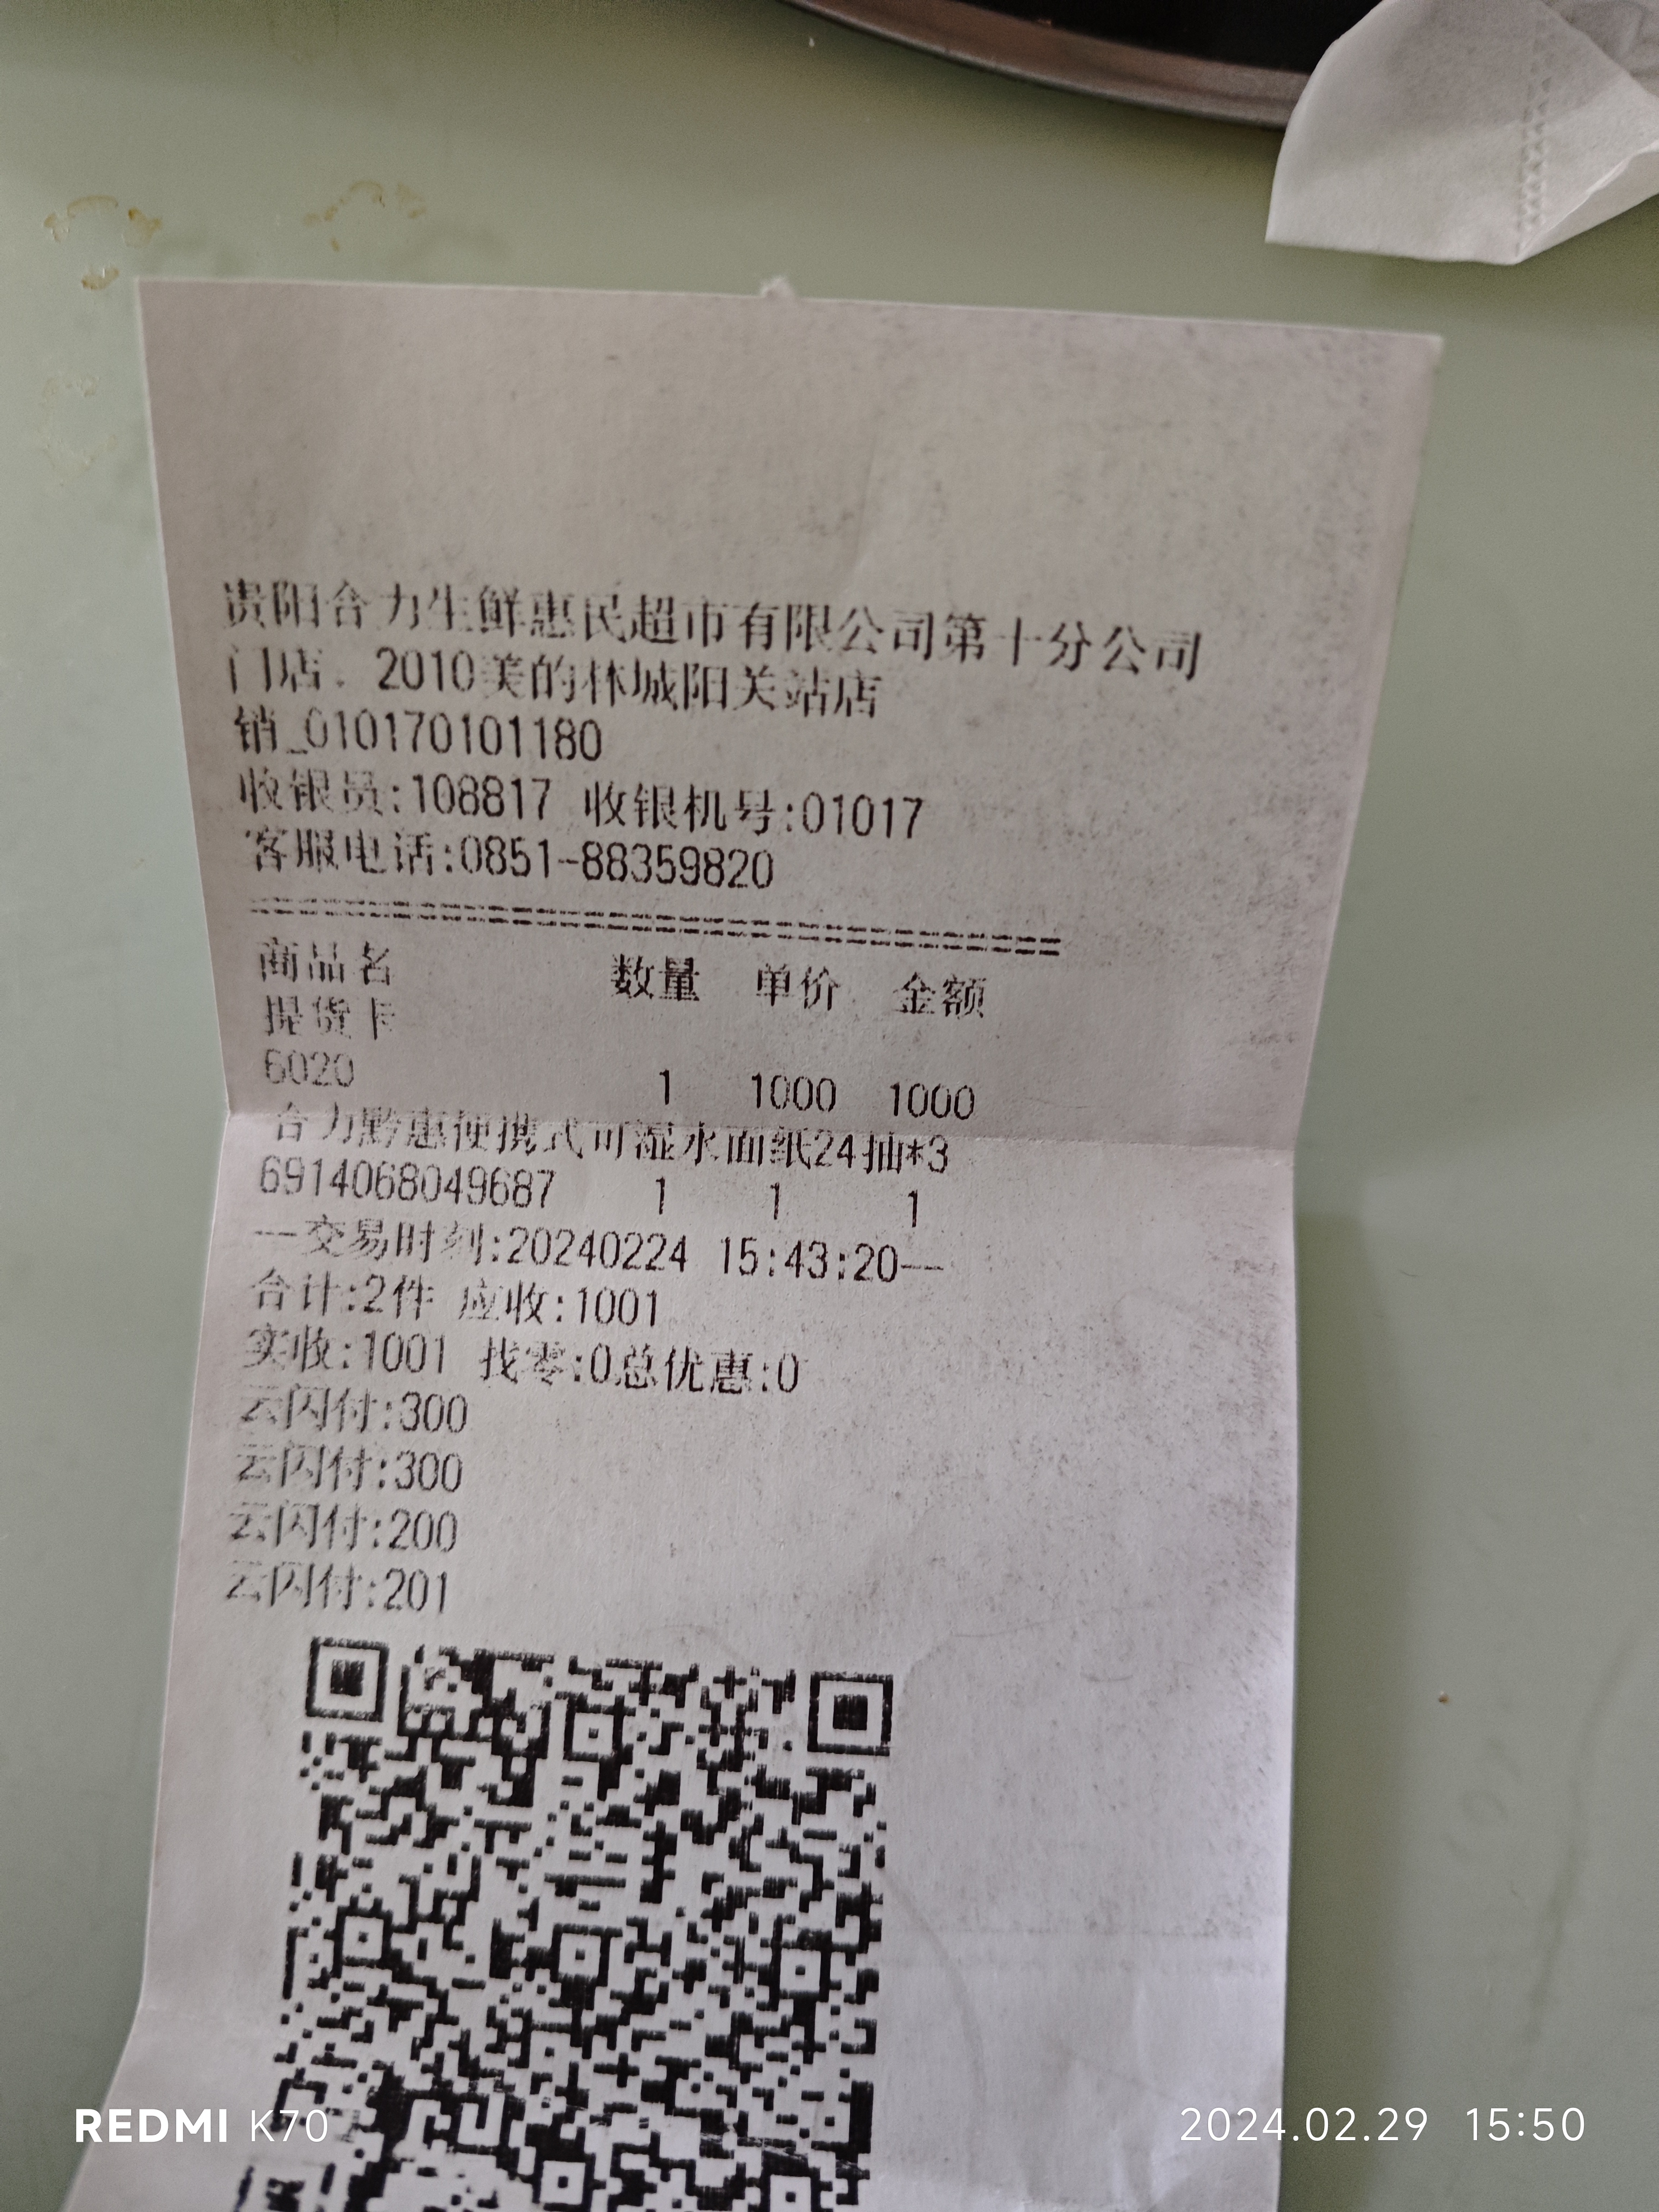 贵阳合力生鲜惠民超市有限公司第十分公司
门店. 2010美的林城阳关站店
销_010170101180
收银员:108817 收银机号:01017
客服电话:0851-88359820
================================
商品名 数量 单价 金额
提货卡
6020 1 1000 1000
合力黔惠便携式可湿水面纸24抽*3
6914068049687 1 1 1
--交易时刻:20240224 15:43:20--
合计:2件 应收:1001
实收:1001 找零:0总优惠:0
云闪付:300
云闪付:300
云闪付:200
云闪付:201
REDMI K70
2024.02.29 15:50